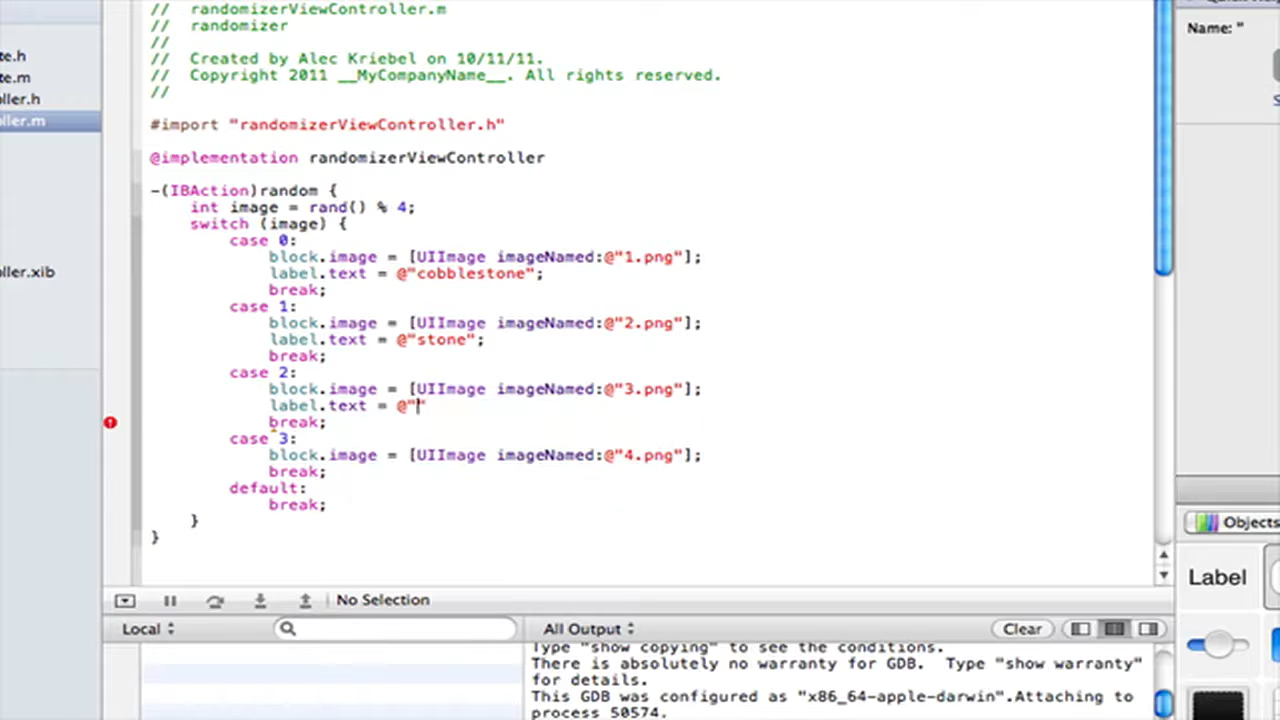 //  randomizerViewController.m
//  randomizer
//
//  Created by Alec Kriebel on 10/11/11.
//  Copyright 2011 __MyCompanyName__. All rights reserved.
//
#import "randomizerViewController.h"
@implementation randomizerViewController
-(IBAction)random {
    int image = rand() % 4;
    switch (image) {
        case 0:
            block.image = [UIImage imageNamed:@"1.png"];
            label.text = @"cobblestone";
            break;
        case 1:
            block.image = [UIImage imageNamed:@"2.png"];
            label.text = @"stone";
            break;
        case 2:
            block.image = [UIImage imageNamed:@"3.png"];
            label.text = @""
            break;
        case 3:
            block.image = [UIImage imageNamed:@"4.png"];
            break;
        default:
            break;
    }
}
te.h
te.m
oller.h
oller.m
oller.xib
Name: "
Objects
Label
No Selection
Local
All Output
Clear
Type "show copying" to see the conditions.
There is absolutely no warranty for GDB.  Type "show warranty"
for details.
This GDB was configured as "x86_64-apple-darwin".Attaching to
process 50574.